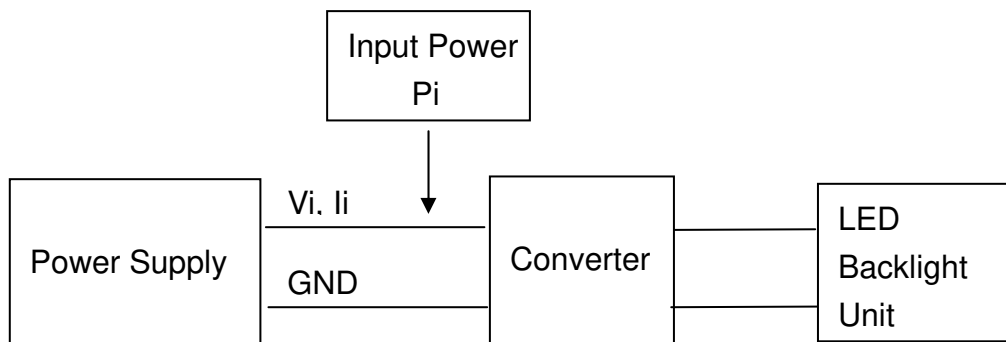 Input Power
Pi
Vi, Ii
GND
Power Supply
Converter
LED
Backlight
Unit